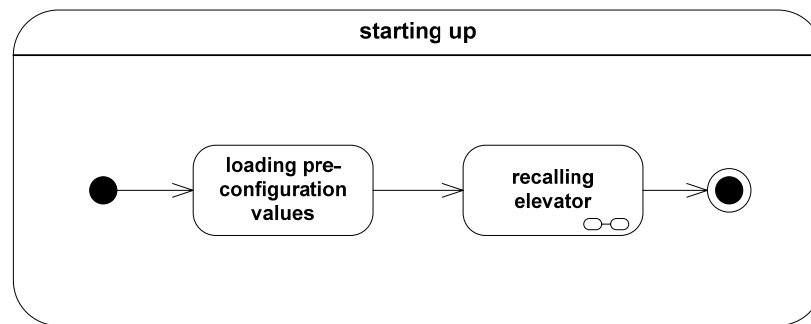 starting up
loading pre-
configuration
values
recalling
elevator